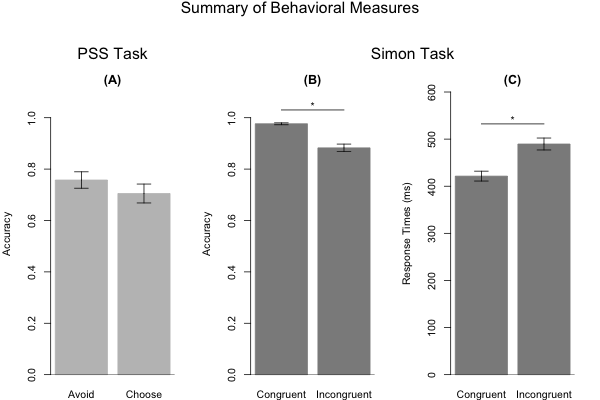 Summary of Behavioral Measures
PSS Task
Simon Task
(A)
Accuracy
1.0
0.8
0.6
0.4
0.2
0.0
Avoid
Choose
(B)
Accuracy
1.0
0.8
0.6
0.4
0.2
0.0
*
Congruent
Incongruent
(C)
Response Times (ms)
600
500
400
300
200
100
0
*
Congruent
Incongruent